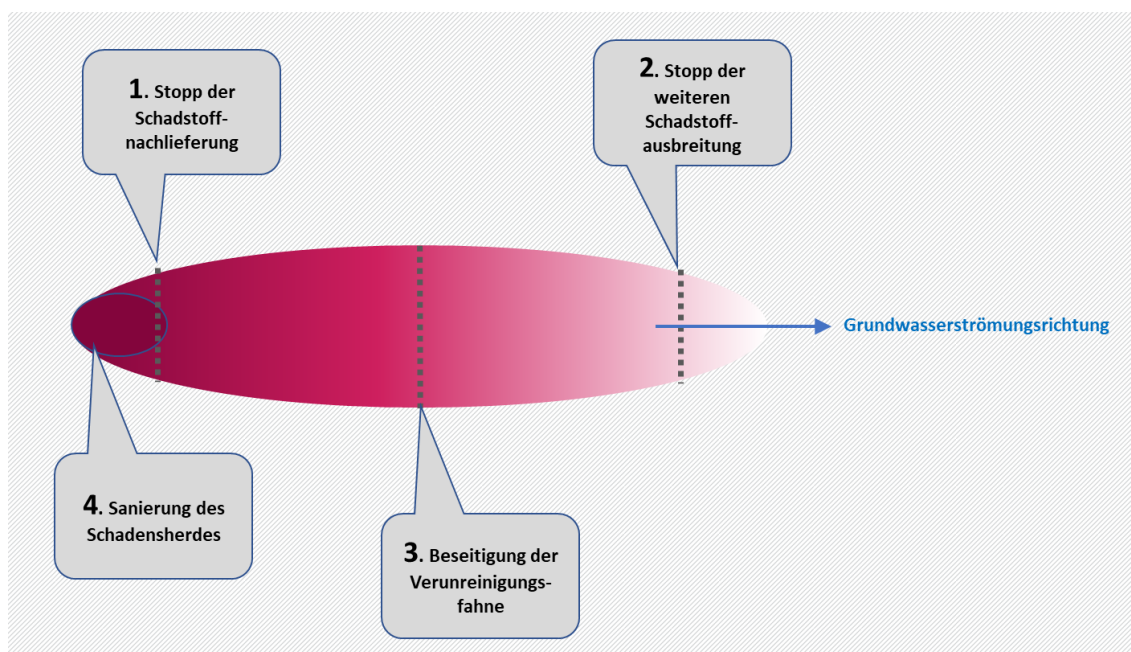 1. Stopp der
Schadstoff-
nachlieferung
2. Stopp der
weiteren
Schadstoff-
ausbreitung
Grundwasserströmungsrichtung
4. Sanierung des
Schadensherdes
3. Beseitigung der
Verunreinigungs-
fahne